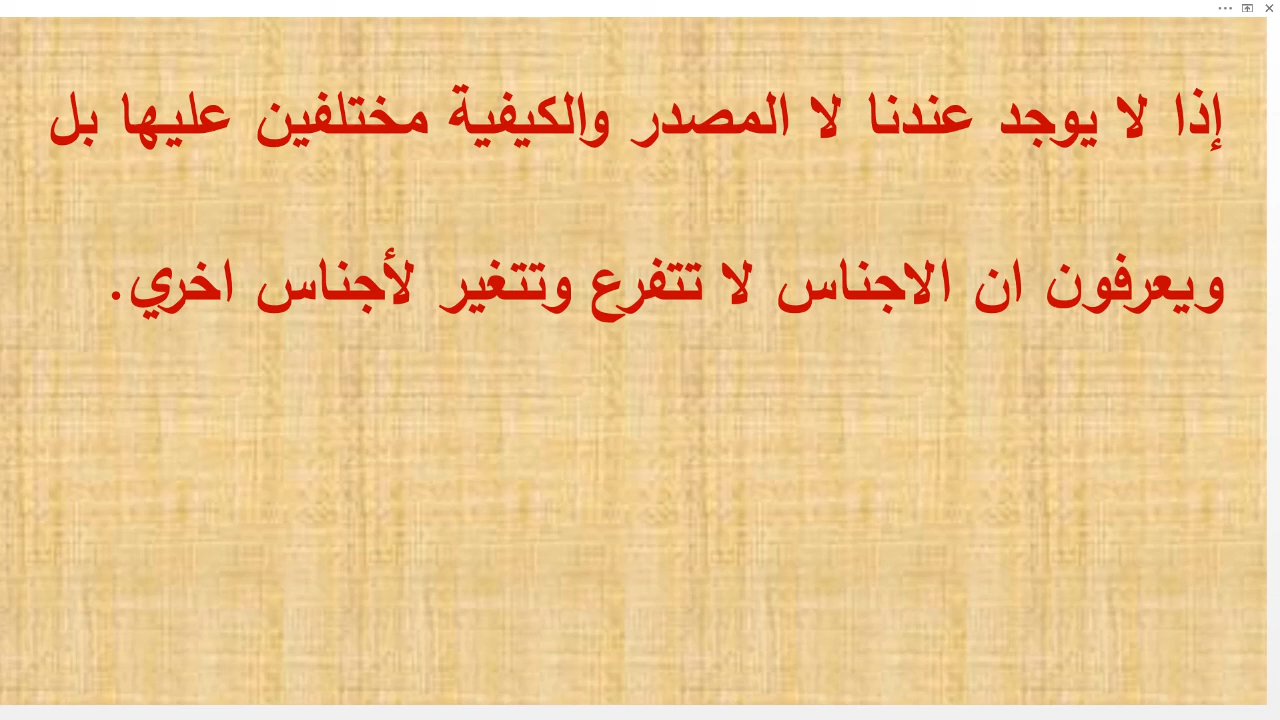 إذا لا يوجد عندنا لا المصدر والكيفية مختلفين عليها بل
ويعرفون ان الاجناس لا تتفرع وتتغير لأجناس اخري.